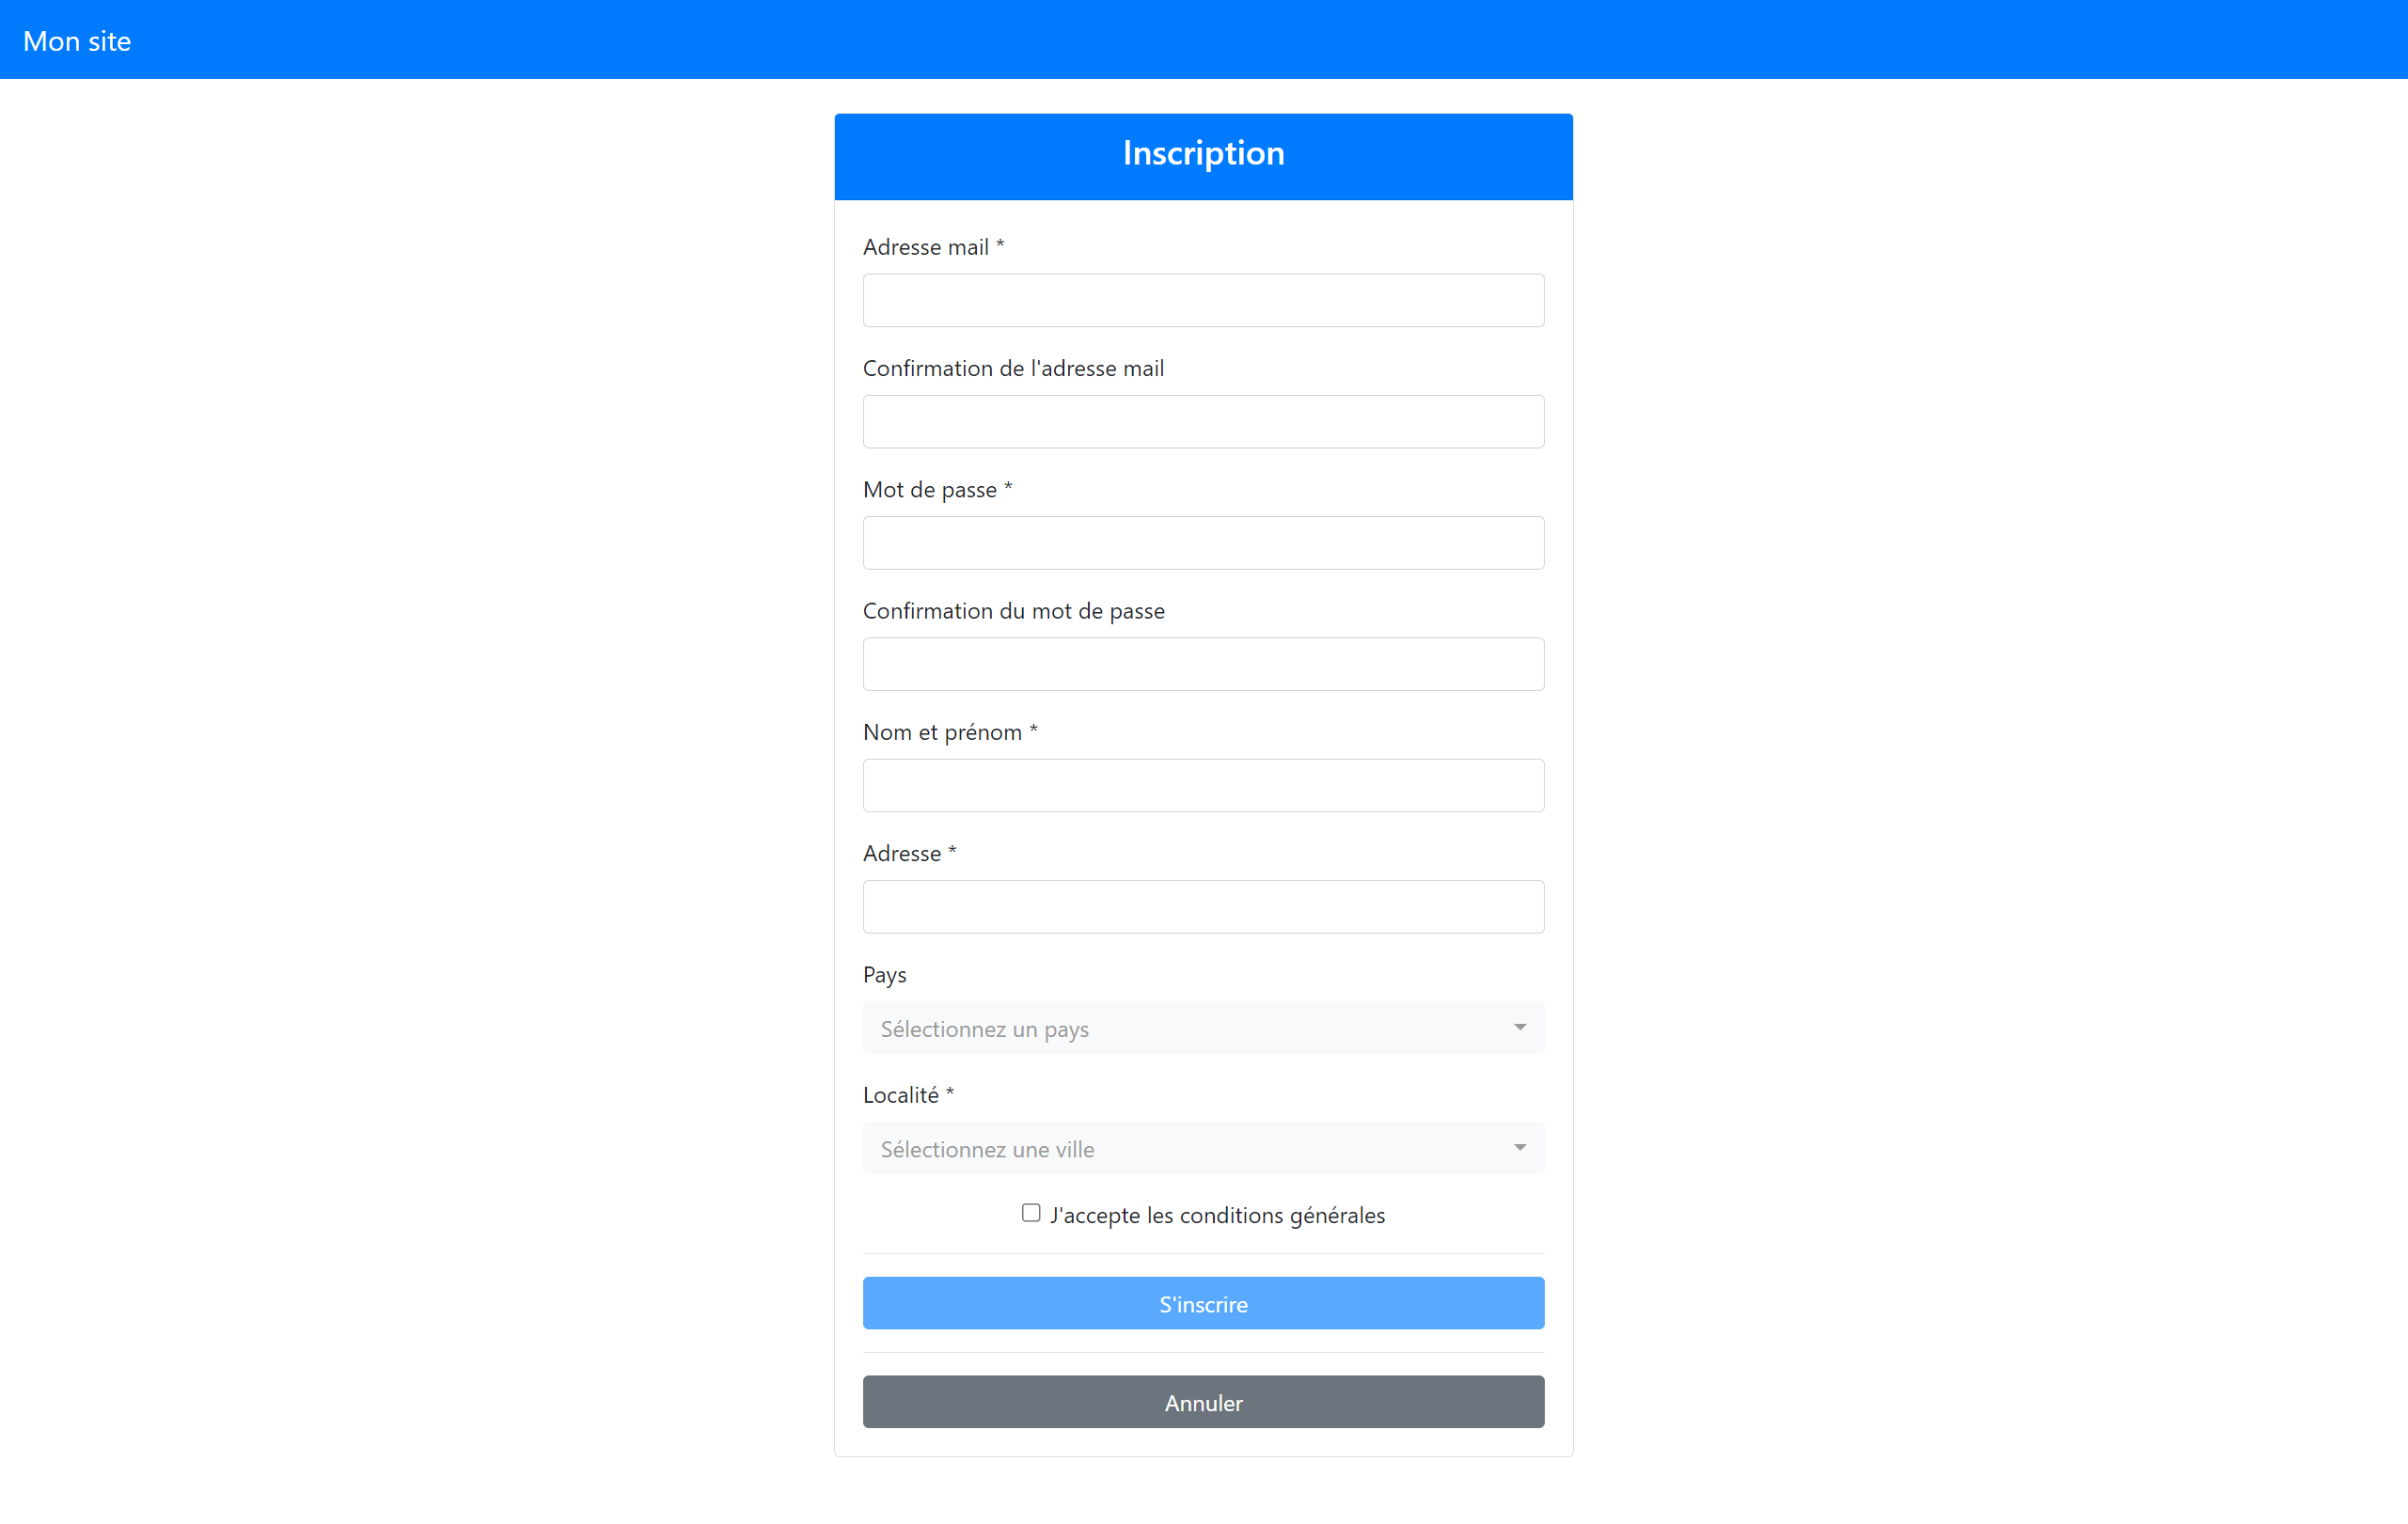 Mon site
Inscription
Adresse mail *
Confirmation de l'adresse mail
Mot de passe *
Confirmation du mot de passe
Nom et prénom *
Adresse *
Pays
Sélectionnez un pays
Localité *
Sélectionnez une ville
J'accepte les conditions générales
S'inscrire
Annuler